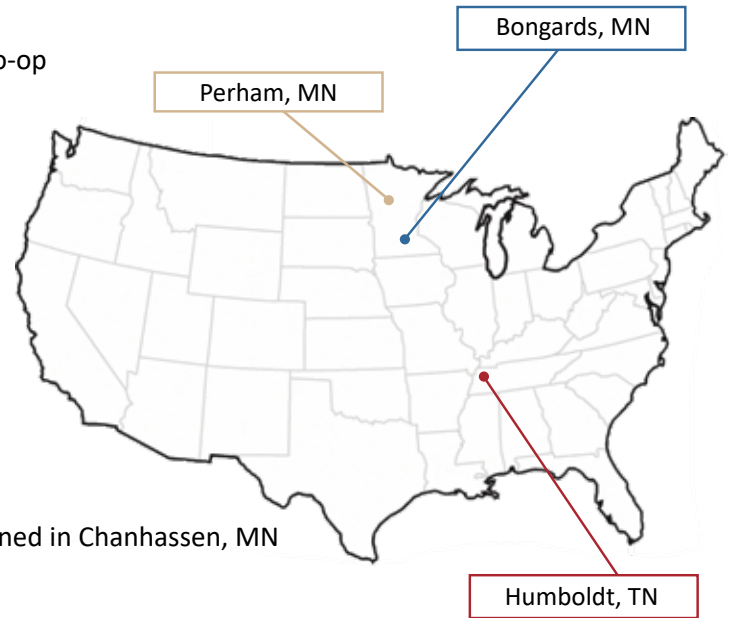 Bongards, MN
o-op
Perham, MN
ned in Chanhassen, MN
Humboldt, TN